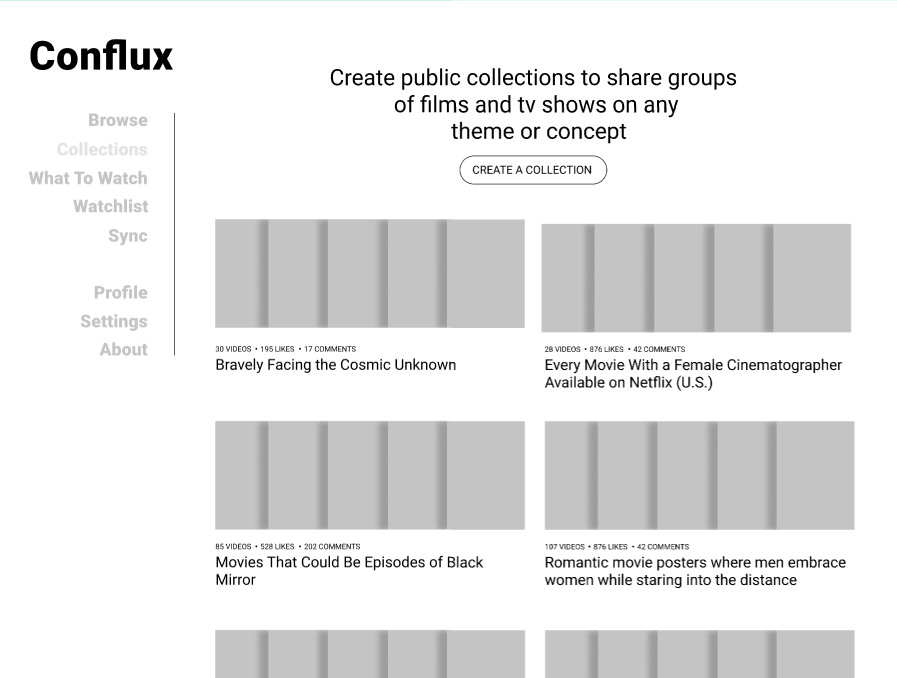 Conflux
Browse
Collections
What To Watch
Watchlist
Sync
Profile
Settings
About
Create public collections to share groups
of films and tv shows on any
theme or concept
CREATE A COLLECTION
30 VIDEOS • 195 LIKES • 17 COMMENTS
Bravely Facing the Cosmic Unknown
28 VIDEOS • 876 LIKES • 42 COMMENTS
Every Movie With a Female Cinematographer
Available on Netflix (U.S.)
85 VIDEOS • 528 LIKES • 202 COMMENTS
Movies That Could Be Episodes of Black
Mirror
107 VIDEOS • 876 LIKES • 42 COMMENTS
Romantic movie posters where men embrace
women while staring into the distance